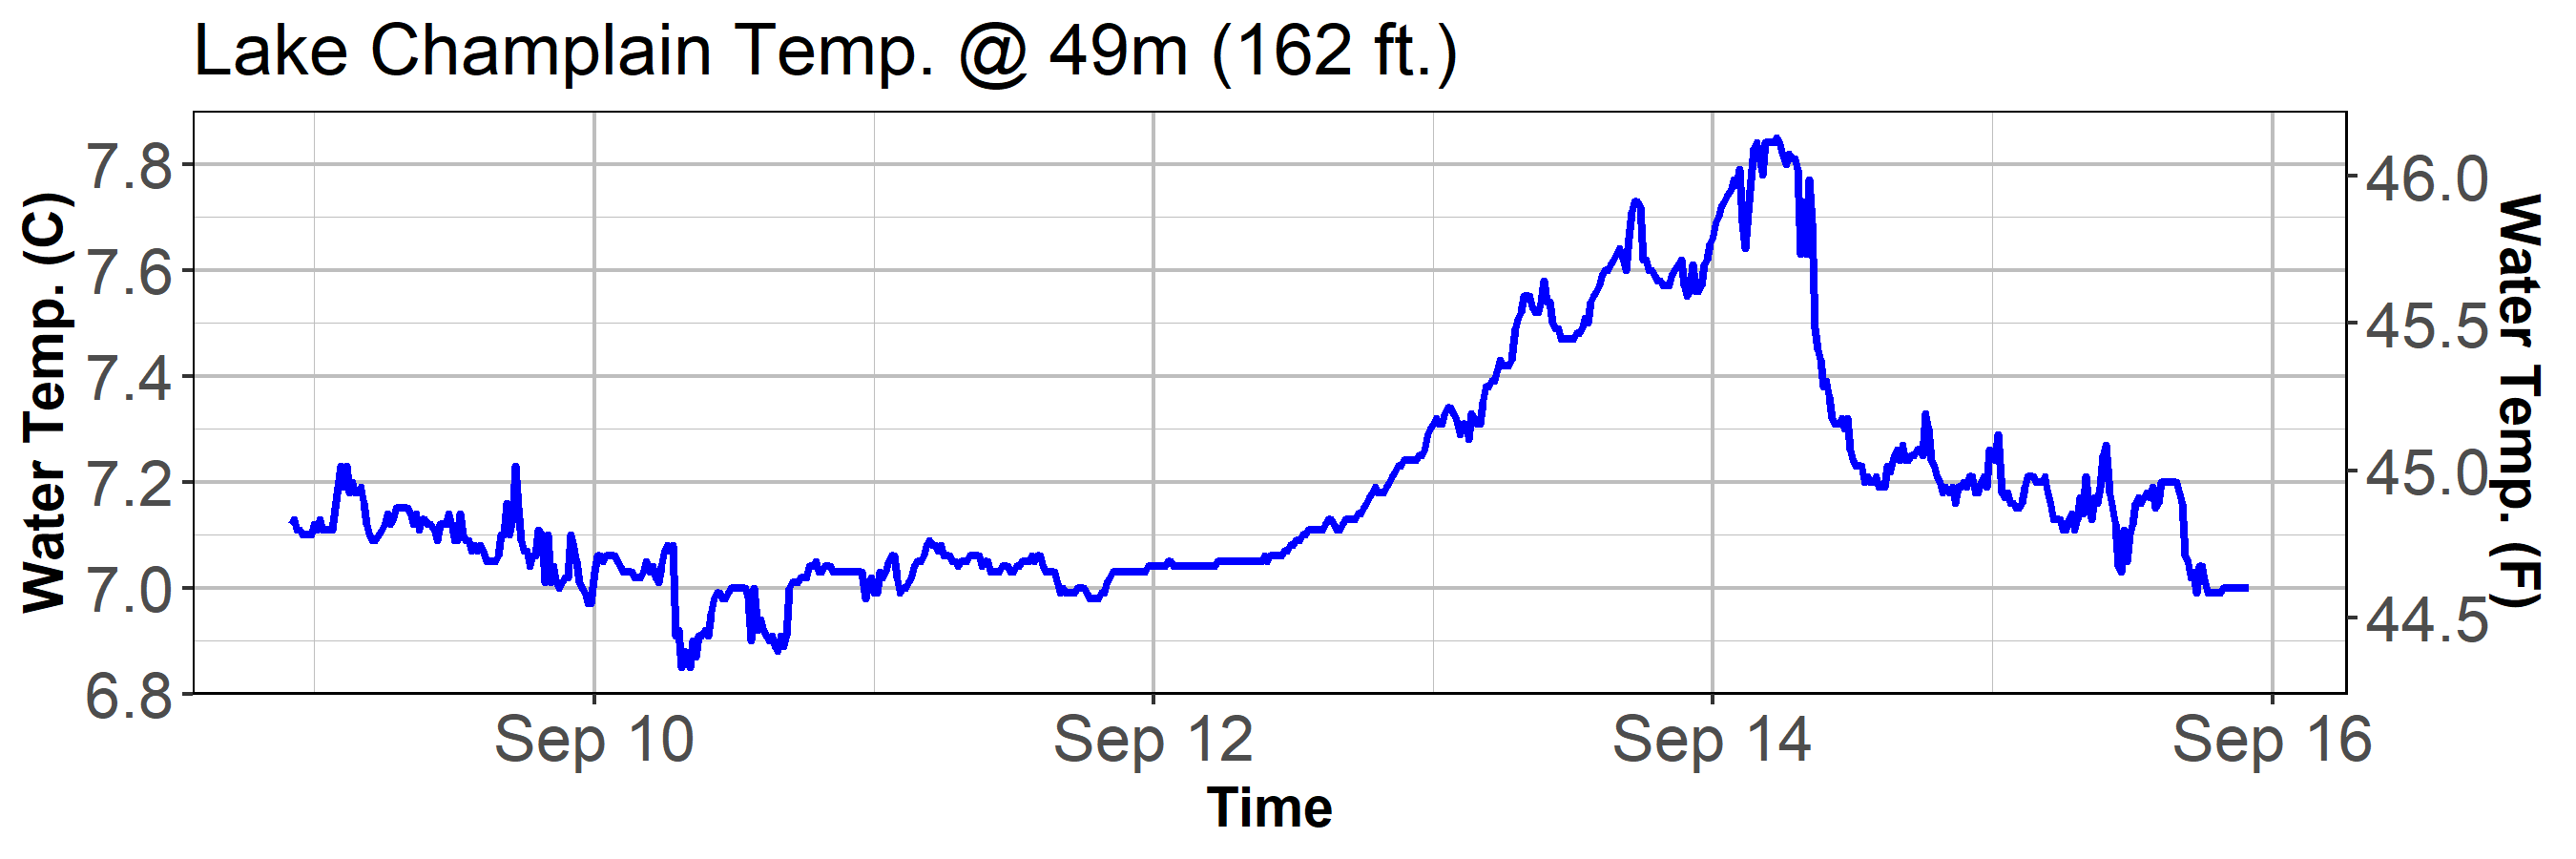 Lake Champlain Temp. @ 49m (162 ft.)
Water Temp. (C)
7.8
7.6
7.4
7.2
7.0
6.8
46.0
45.5
45.0
44.5
Water Temp. (F)
Sep 10
Sep 12
Sep 14
Sep 16
Time